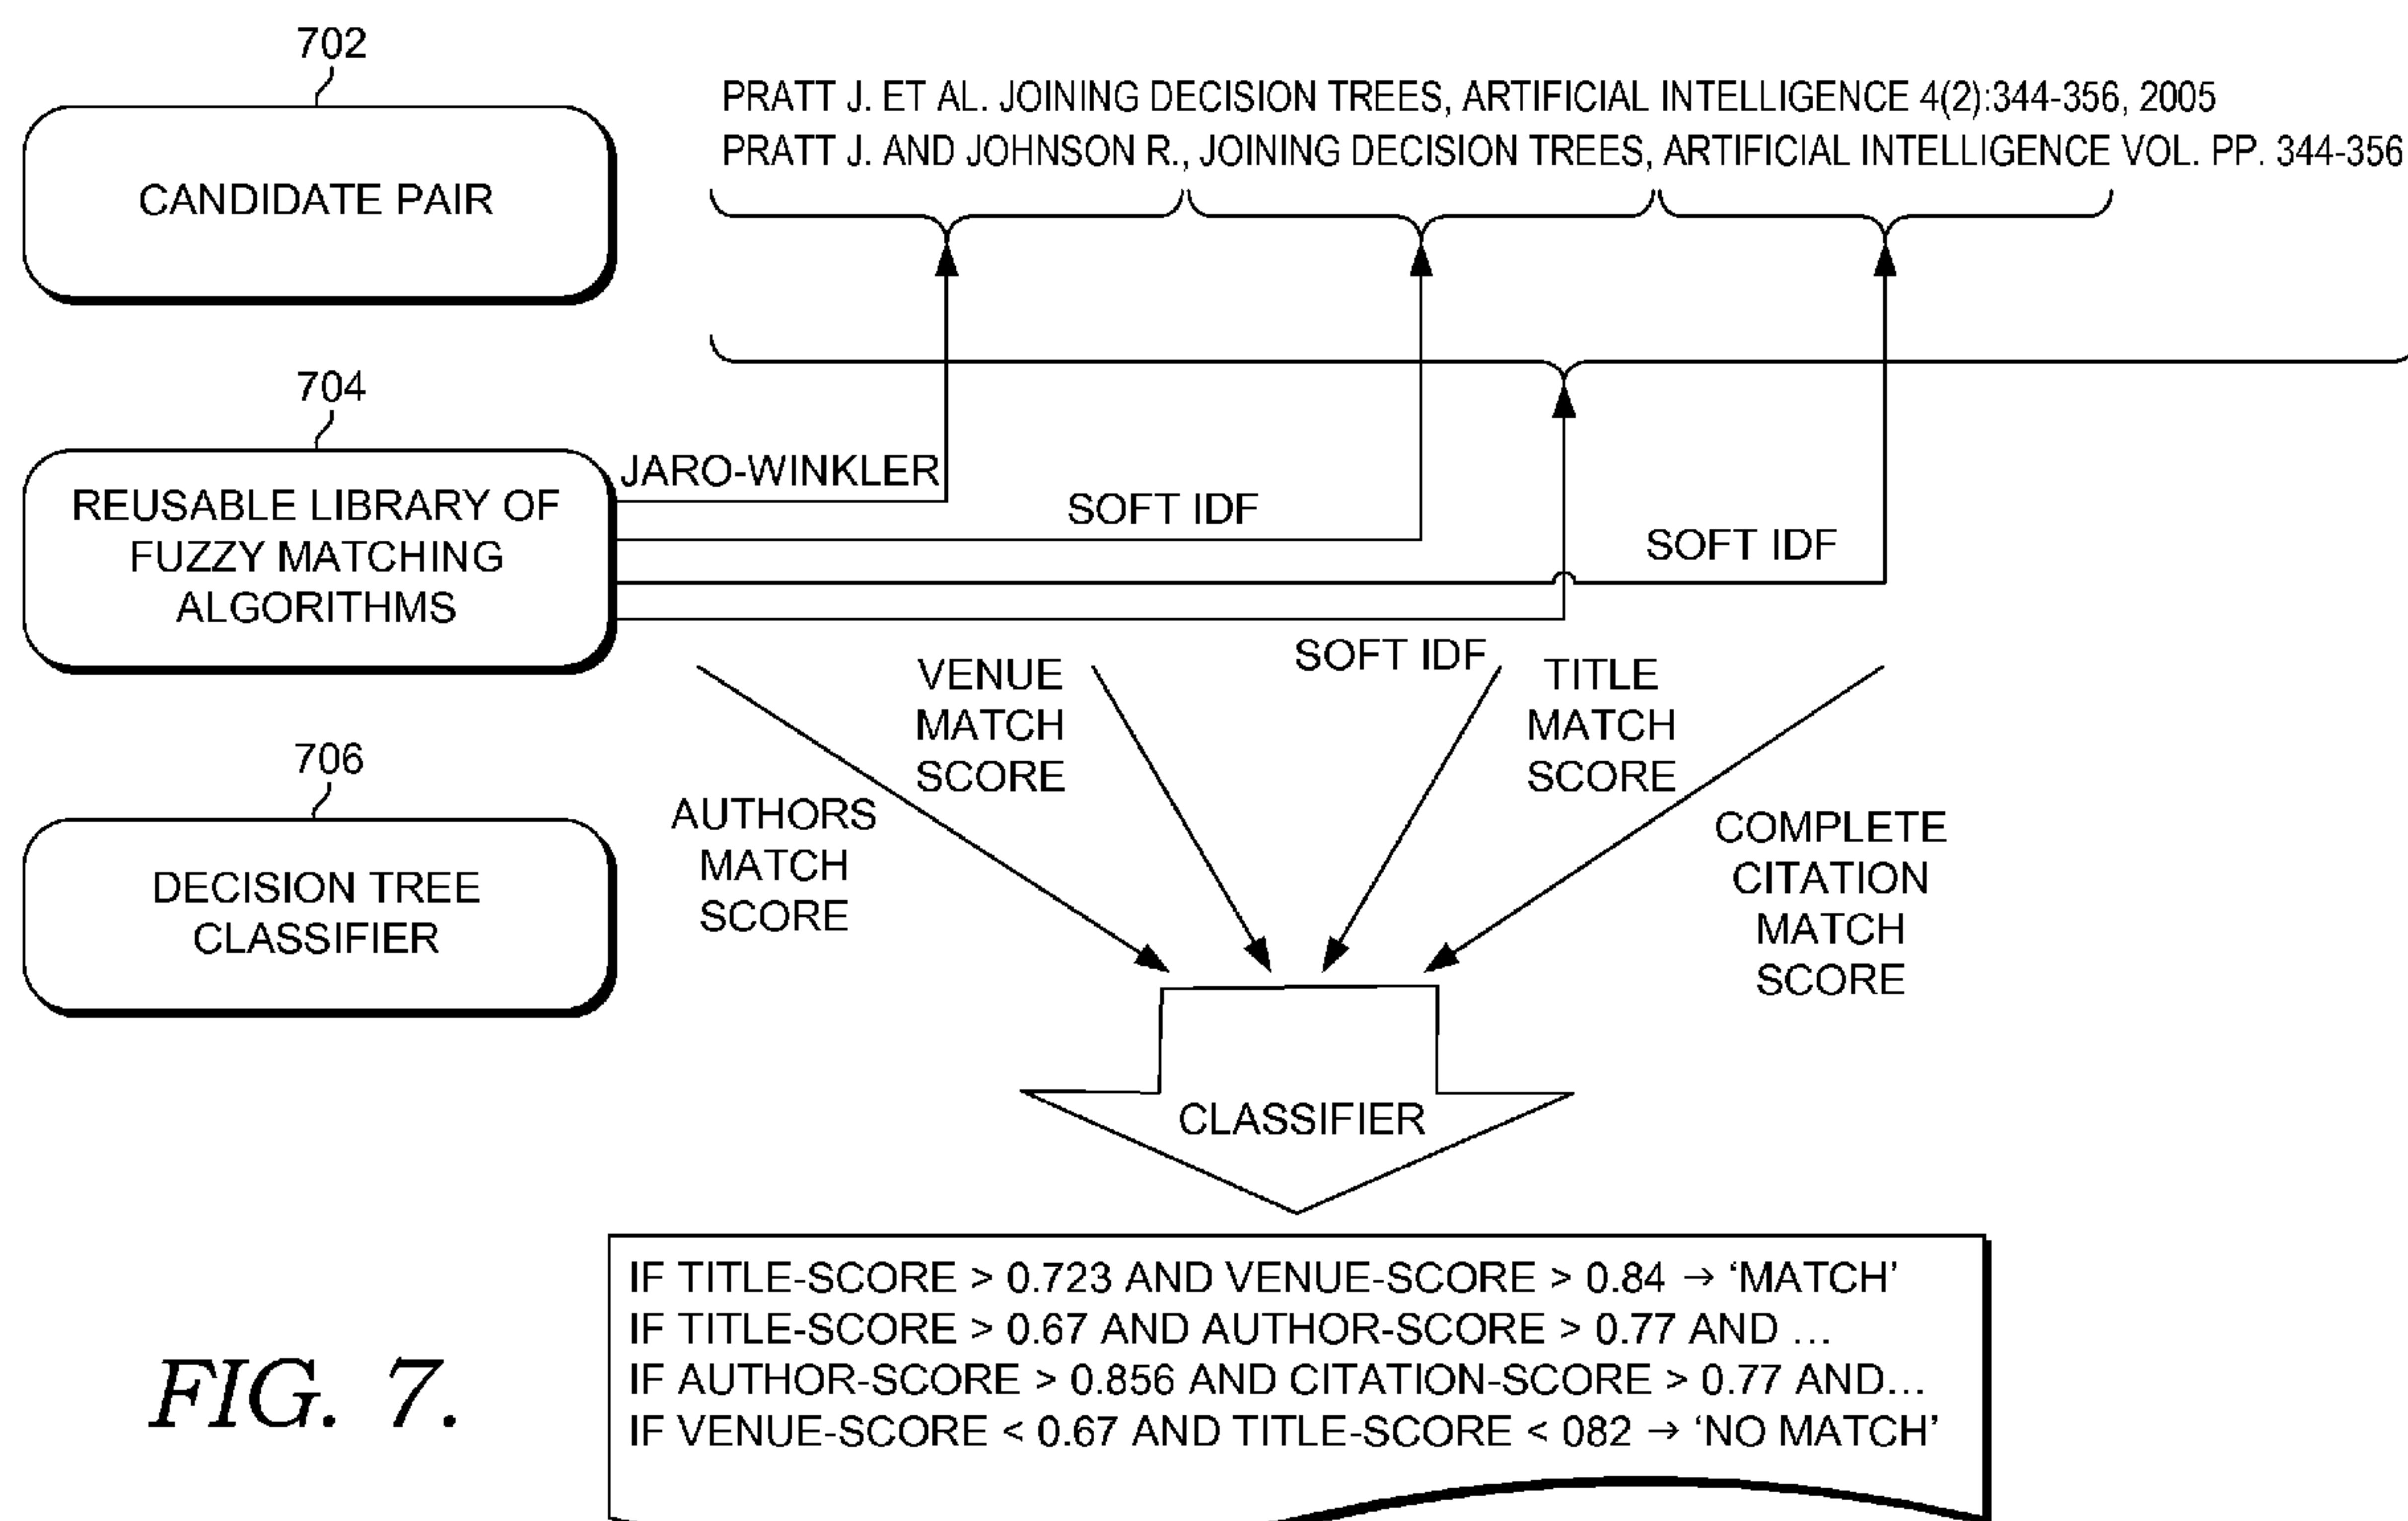 702
CANDIDATE PAIR
PRATT J. ET AL. JOINING DECISION TREES, ARTIFICIAL INTELLIGENCE 4(2):344-356, 2005
PRATT J. AND JOHNSON R., JOINING DECISION TREES, ARTIFICIAL INTELLIGENCE VOL. PP. 344-356
704
REUSABLE LIBRARY OF
FUZZY MATCHING
ALGORITHMS
JARO-WINKLER
SOFT IDF
SOFT IDF
SOFT IDF
706
DECISION TREE
CLASSIFIER
AUTHORS
MATCH
SCORE
VENUE
MATCH
SCORE
TITLE
MATCH
SCORE
COMPLETE
CITATION
MATCH
SCORE
CLASSIFIER
IF TITLE-SCORE > 0.723 AND VENUE-SCORE > 0.84 → ‘MATCH’
IF TITLE-SCORE > 0.67 AND AUTHOR-SCORE > 0.77 AND ...
IF AUTHOR-SCORE > 0.856 AND CITATION-SCORE > 0.77 AND...
IF VENUE-SCORE < 0.67 AND TITLE-SCORE < 082 → ‘NO MATCH’
FIG. 7.